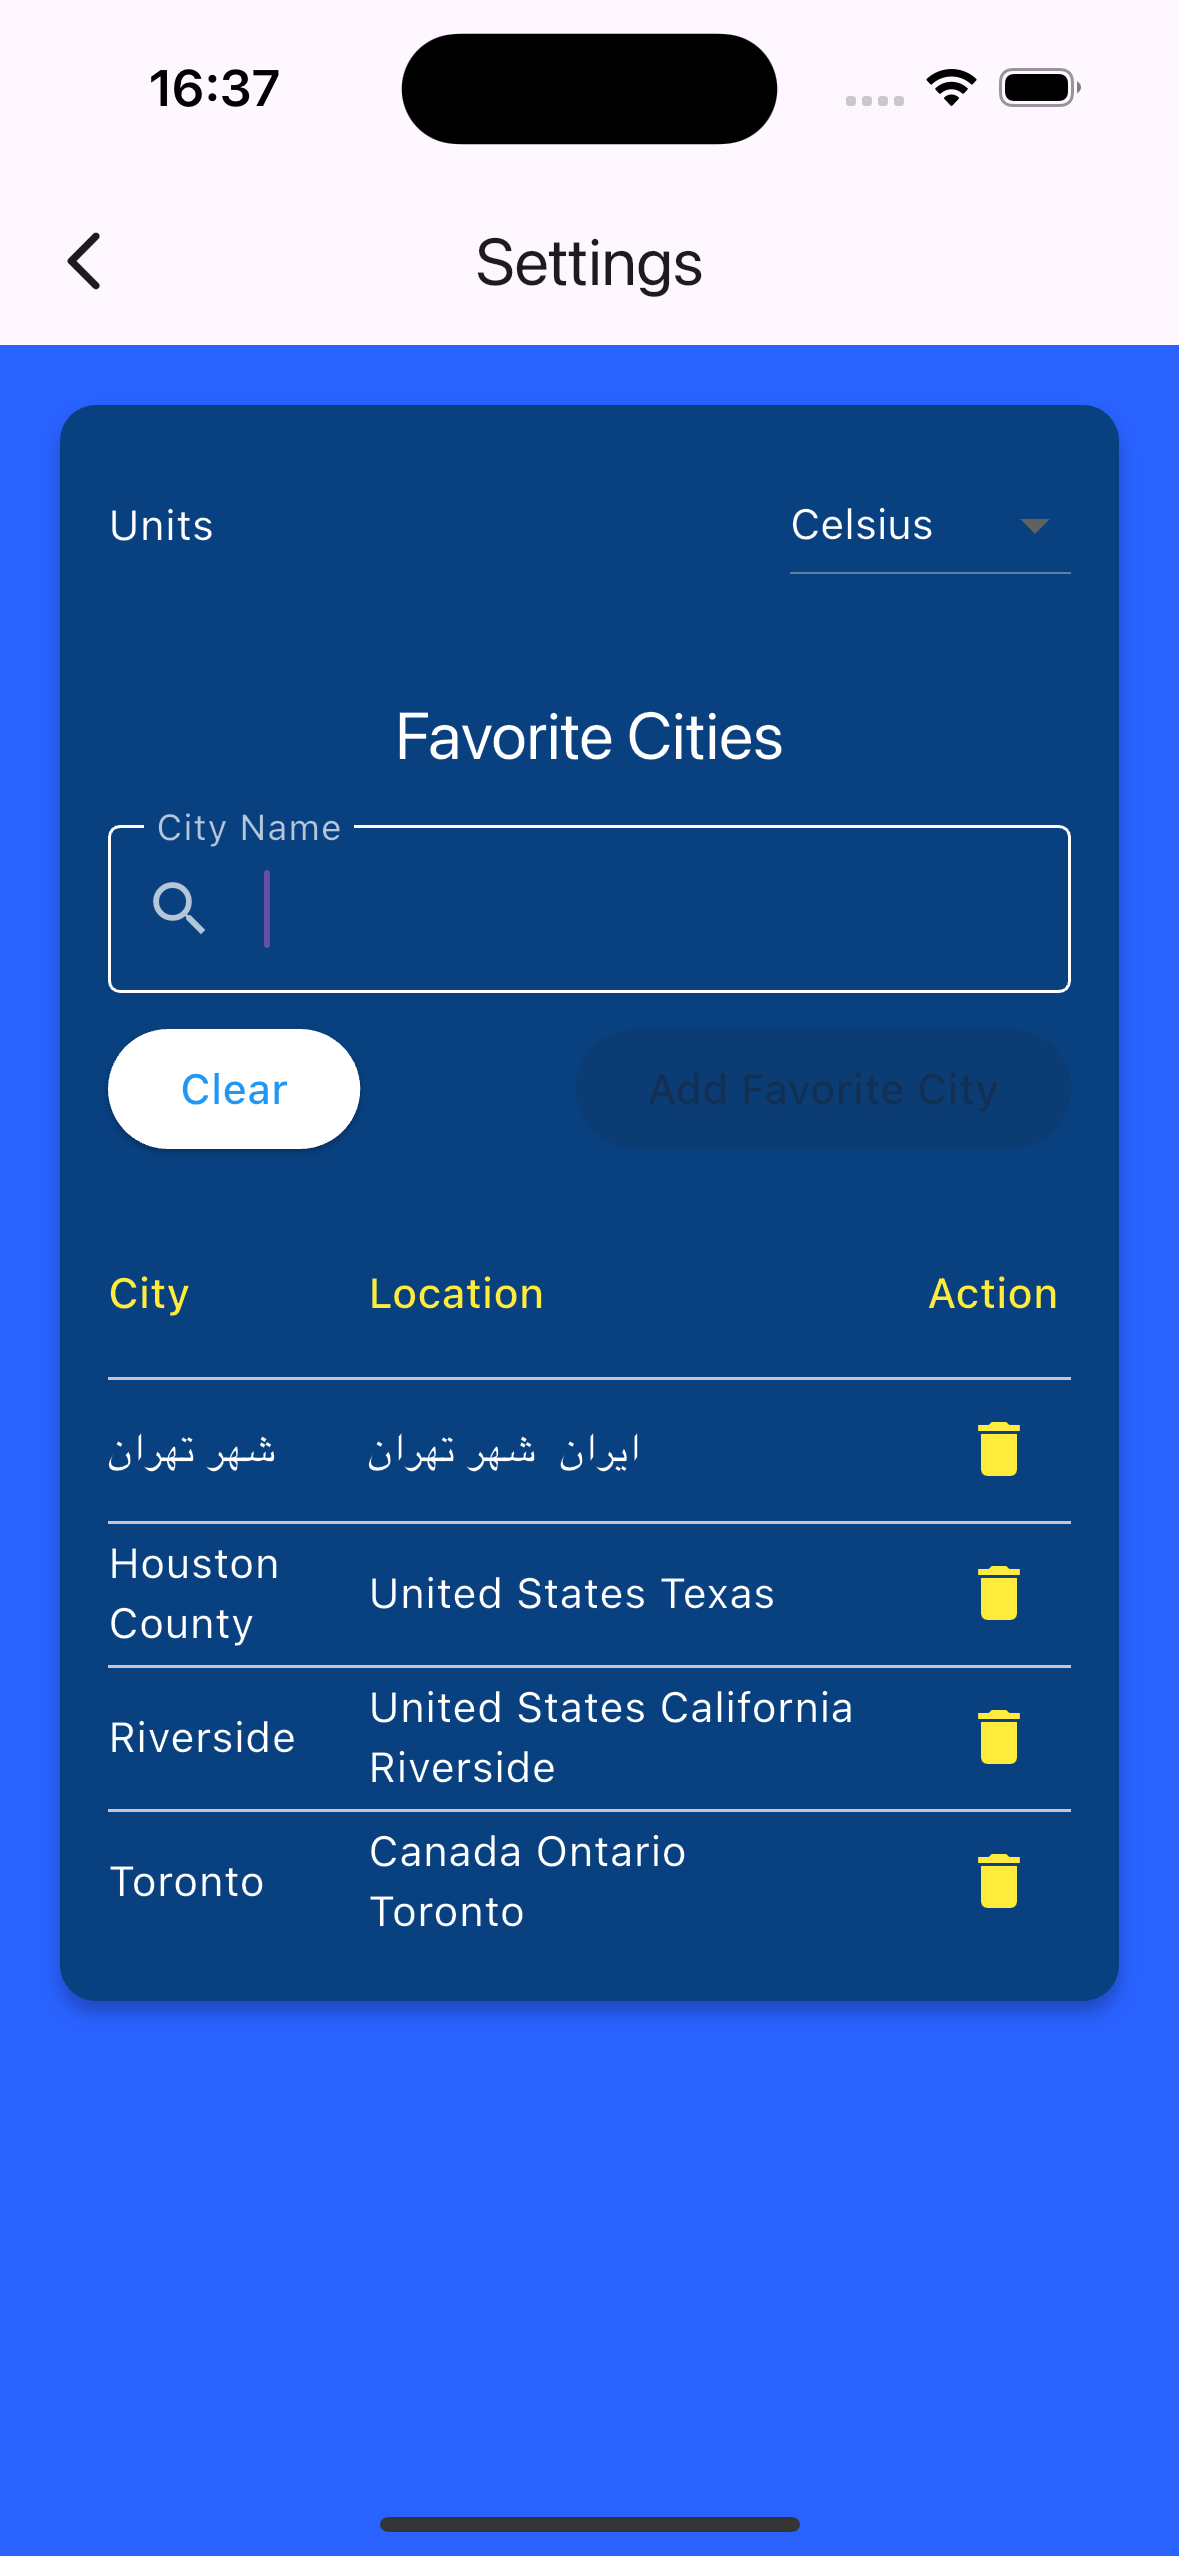 16:37
Settings
Units
Celsius
Favorite Cities
City Name
Clear
Add Favorite City
City
Location
Action
شهر تهران
ایران  شهر تهران
Houston
County
United States Texas
Riverside
United States California
Riverside
Toronto
Canada Ontario
Toronto